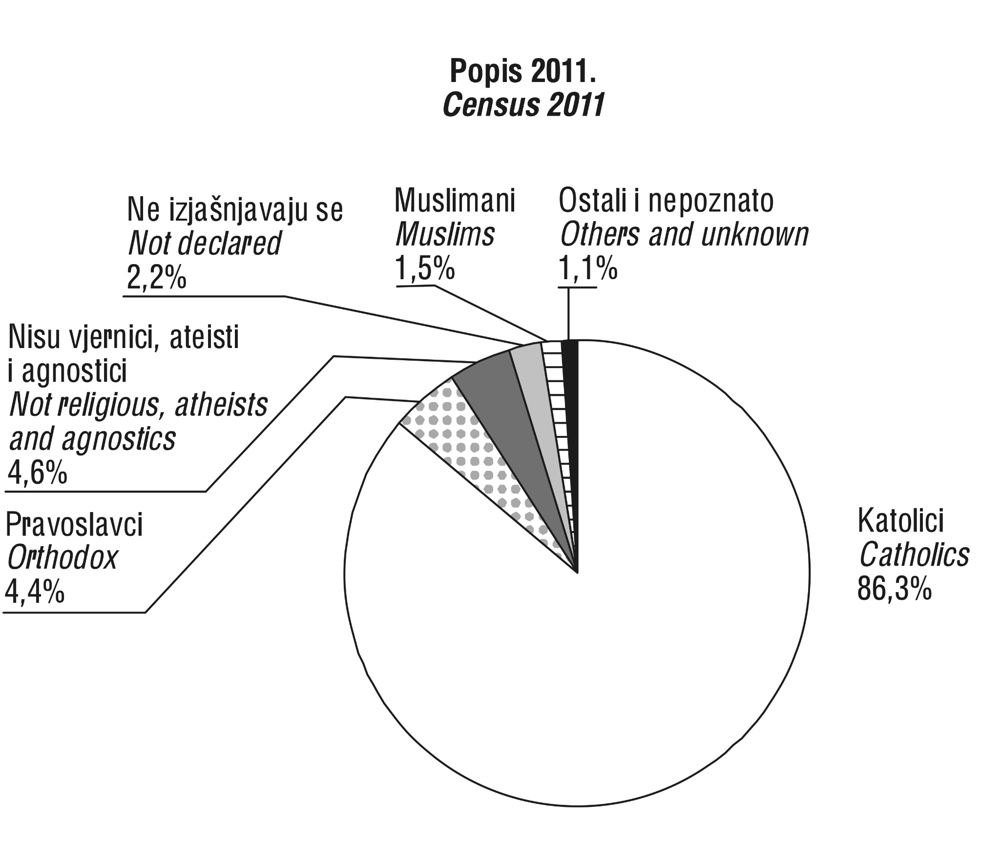 Popis 2011.
Census 2011
Ne izjašnjavaju se
Not declared
2,2%
Muslimani
Muslims
1,5%
Ostali i nepoznato
Others and unknown
1,1%
Nisu vjernici, ateisti
i agnostici
Not religious, atheists
and agnostics
4,6%
Pravoslavci
Orthodox
4,4%
Katolici
Catholics
86,3%